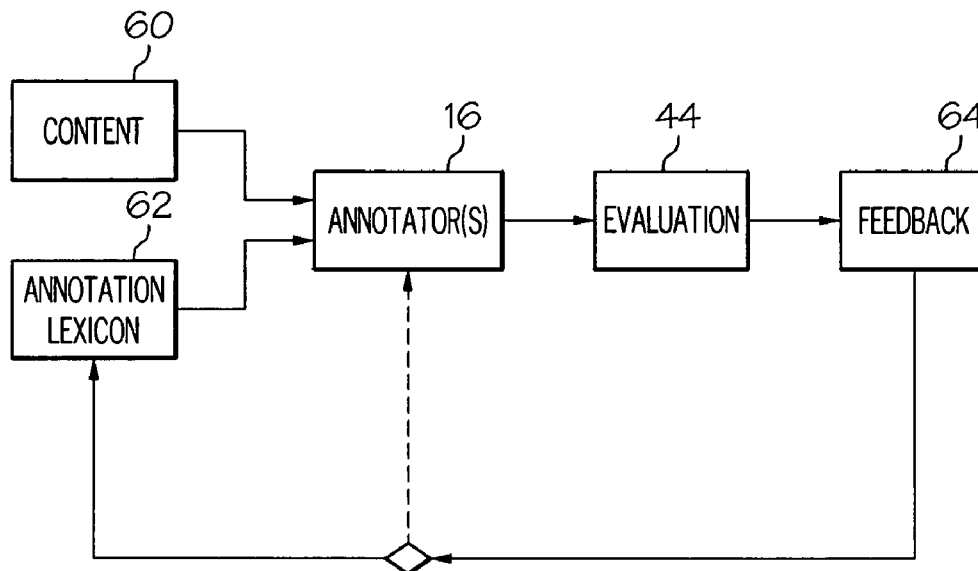 60
CONTENT
62
ANNOTATION
LEXICON
16
ANNOTATOR(S)
44
EVALUATION
64
FEEDBACK